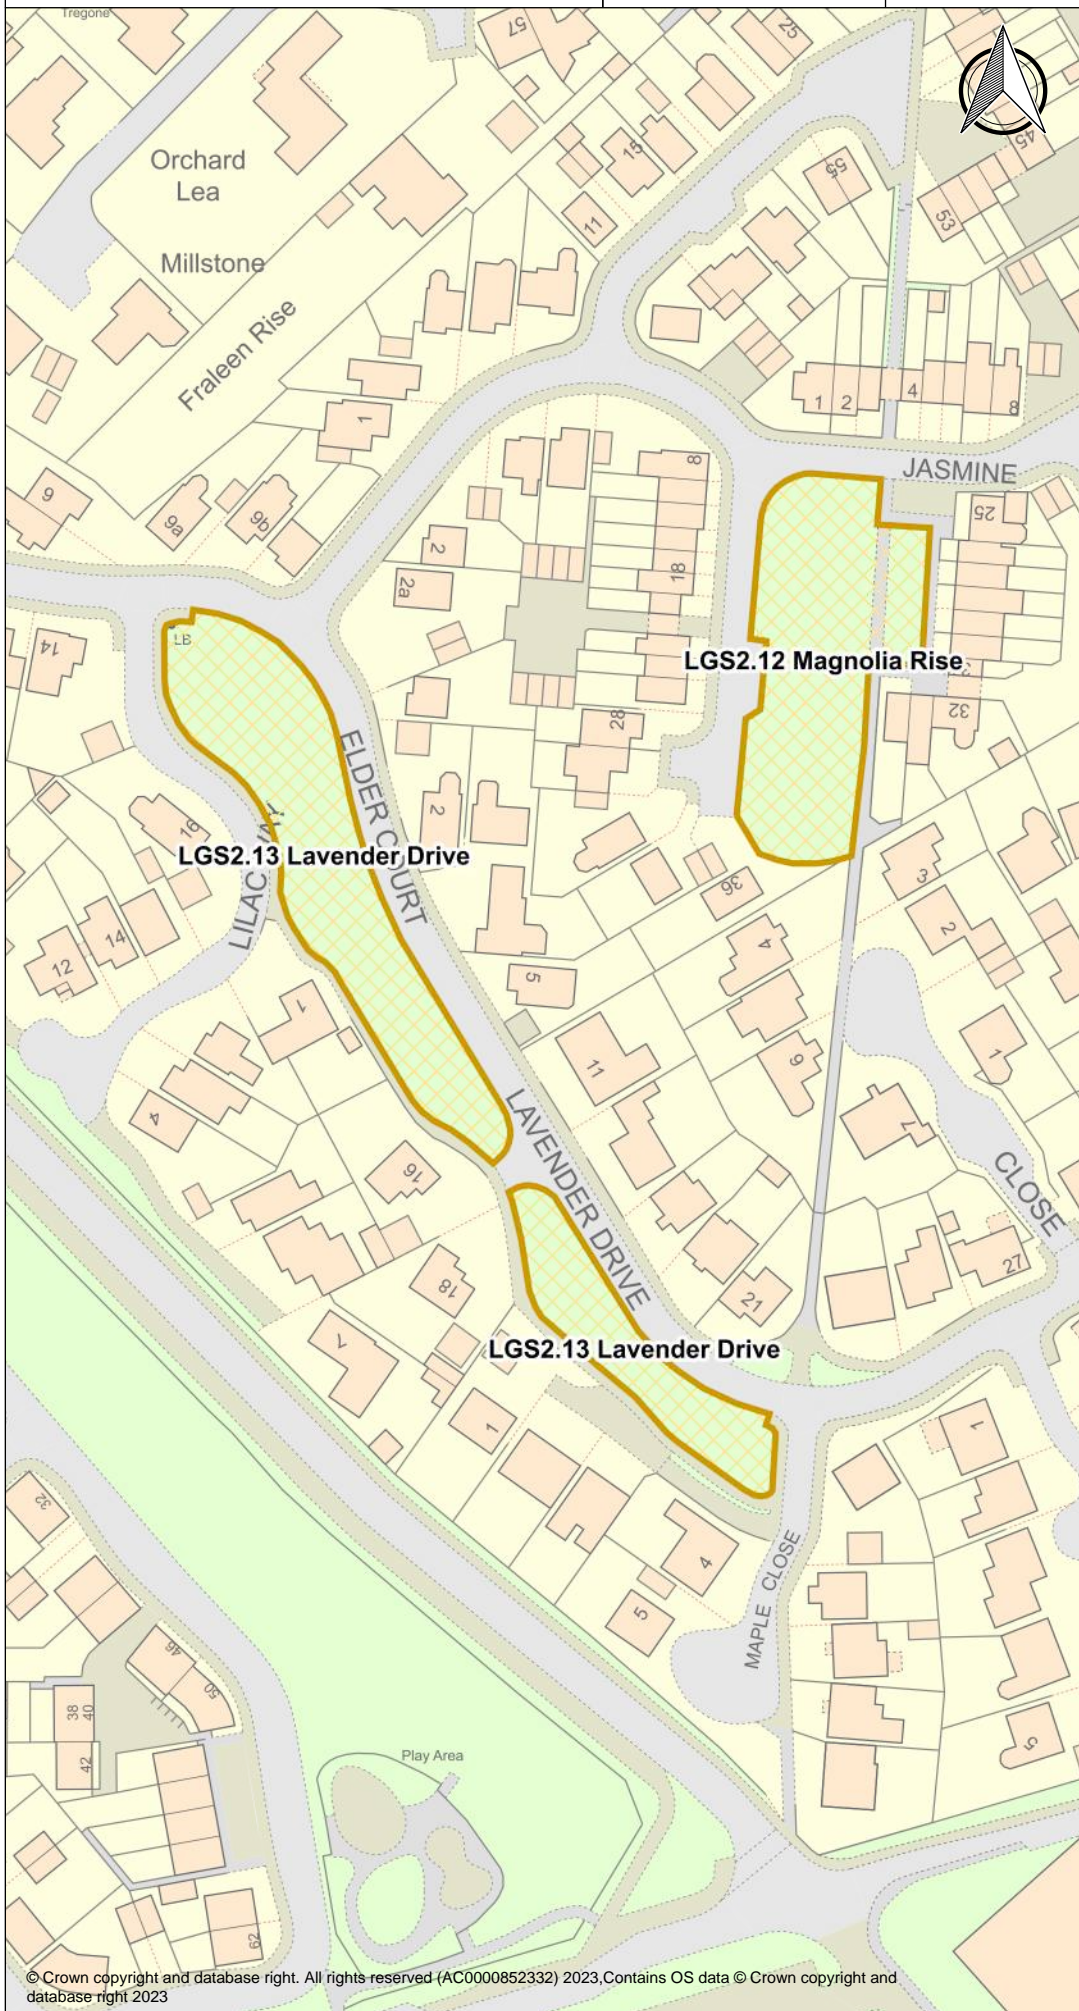 Tregone
57
25
45
Orchard
Lea
15
55
11
53
Millstone
Fraleen Rise
1
1 2
4
8
JASMINE
8
9
9a
9b
2
2a
18
25
LB
14
LGS2.12 Magnolia Rise
28
32
ELDER COURT
2
16
LILAC WAY
LGS2.13 Lavender Drive
3
36
2
14
12
4
5
1
11
9
1
4
7
LAVENDER DRIVE
16
CLOSE
27
18
21
7
LGS2.13 Lavender Drive
1
1
32
4
MAPLE CLOSE
5
46
50
38
40
42
5
Play Area
62
© Crown copyright and database right. All rights reserved (AC0000852332) 2023,Contains OS data © Crown copyright and
database right 2023